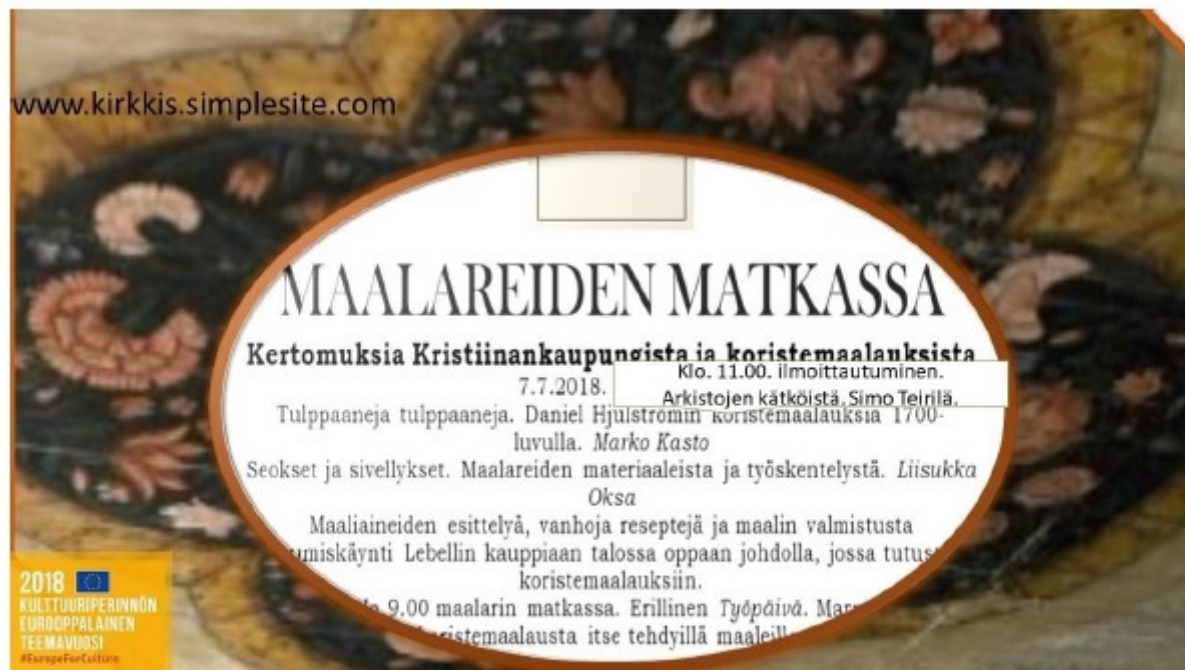 www.kirkkis.simplesite.com
MAALAREIDEN MATKASSA
Kertomuksia Kristiinankaupungista ja koristemaalauksista
7.7.2018.
Klo. 11.00. ilmoittautuminen.
Arkistojen kätköistä. Simo Teirilä.
Tulppaaneja tulppaaneja. Daniel Hjulströmin koristemaalauksia 1700-
luvulla. Marko Kasto
Seokset ja sivellykset. Maalareiden materiaaleista ja työskentelystä. Liisukka
Oksa
Maaliaineiden esittelyä, vanhoja reseptejä ja maalin valmistusta
Lebellin kauppiaan talossa oppaan johdolla, jossa
koristemaalauksiin.
9.00 maalarin matkassa. Erillinen Työpäivä.
itse tehdyillä
2018
KULTTUURIPERINNÖN
EUROOPPALAINEN
TEEMAVUOSI
#EuropeForCulture